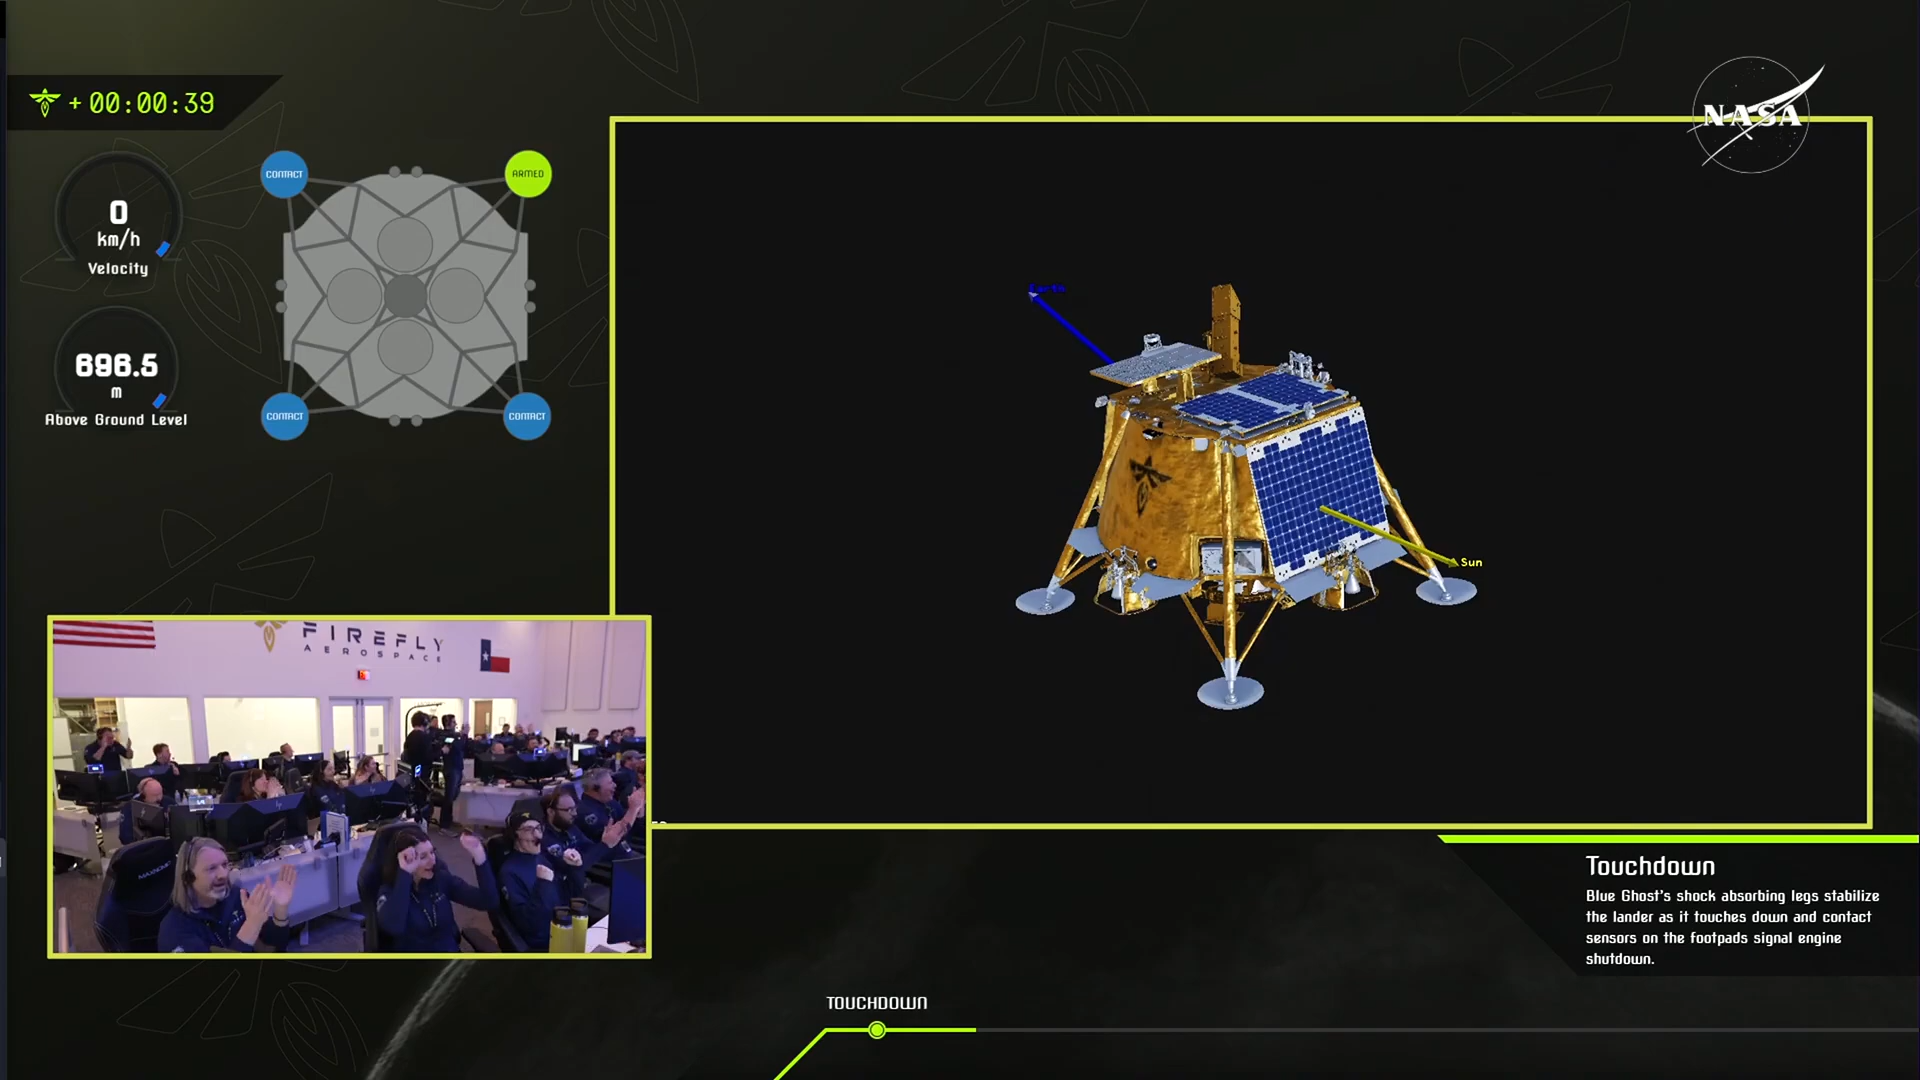 + 00:00:39
NASA
CONTACT
ARMED
0
km/h
Velocity
696.5
m
Above Ground Level
CONTACT
CONTACT
Earth
Sun
FIREFLY
AEROSPACE
Touchdown
Blue Ghost's shock absorbing legs stabilize
the lander as it touches down and contact
sensors on the footpads signal engine
shutdown.
TOUCHDOWN